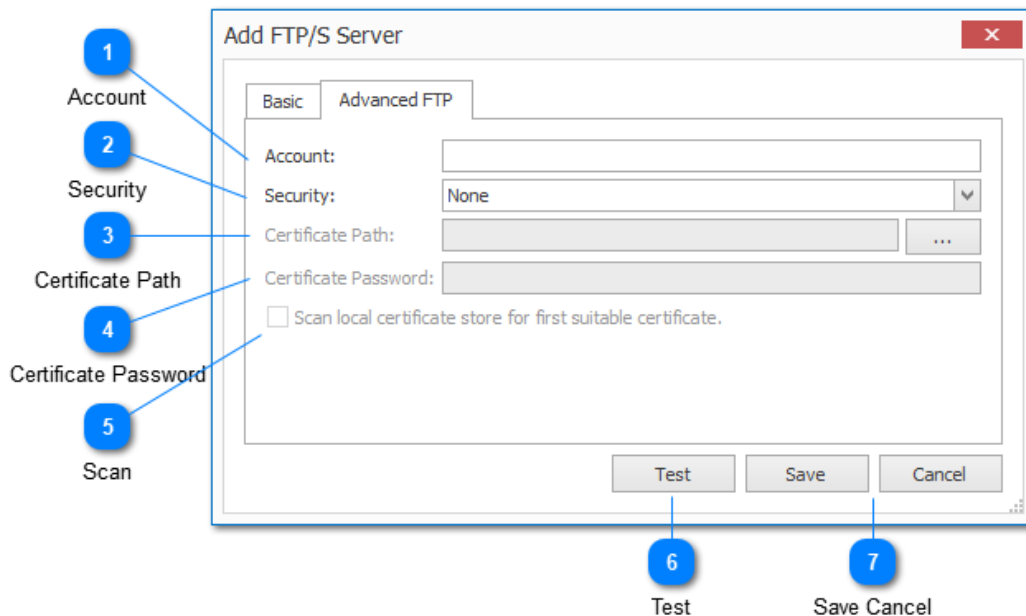 Add FTP/S Server
1
Account
Basic
Advanced FTP
2
Security
Account:
Security:
None
3
Certificate Path
Certificate Path:
...
4
Certificate Password
Certificate Password:
Scan local certificate store for first suitable certificate.
5
Scan
Test
Save
Cancel
6
Test
7
Save Cancel